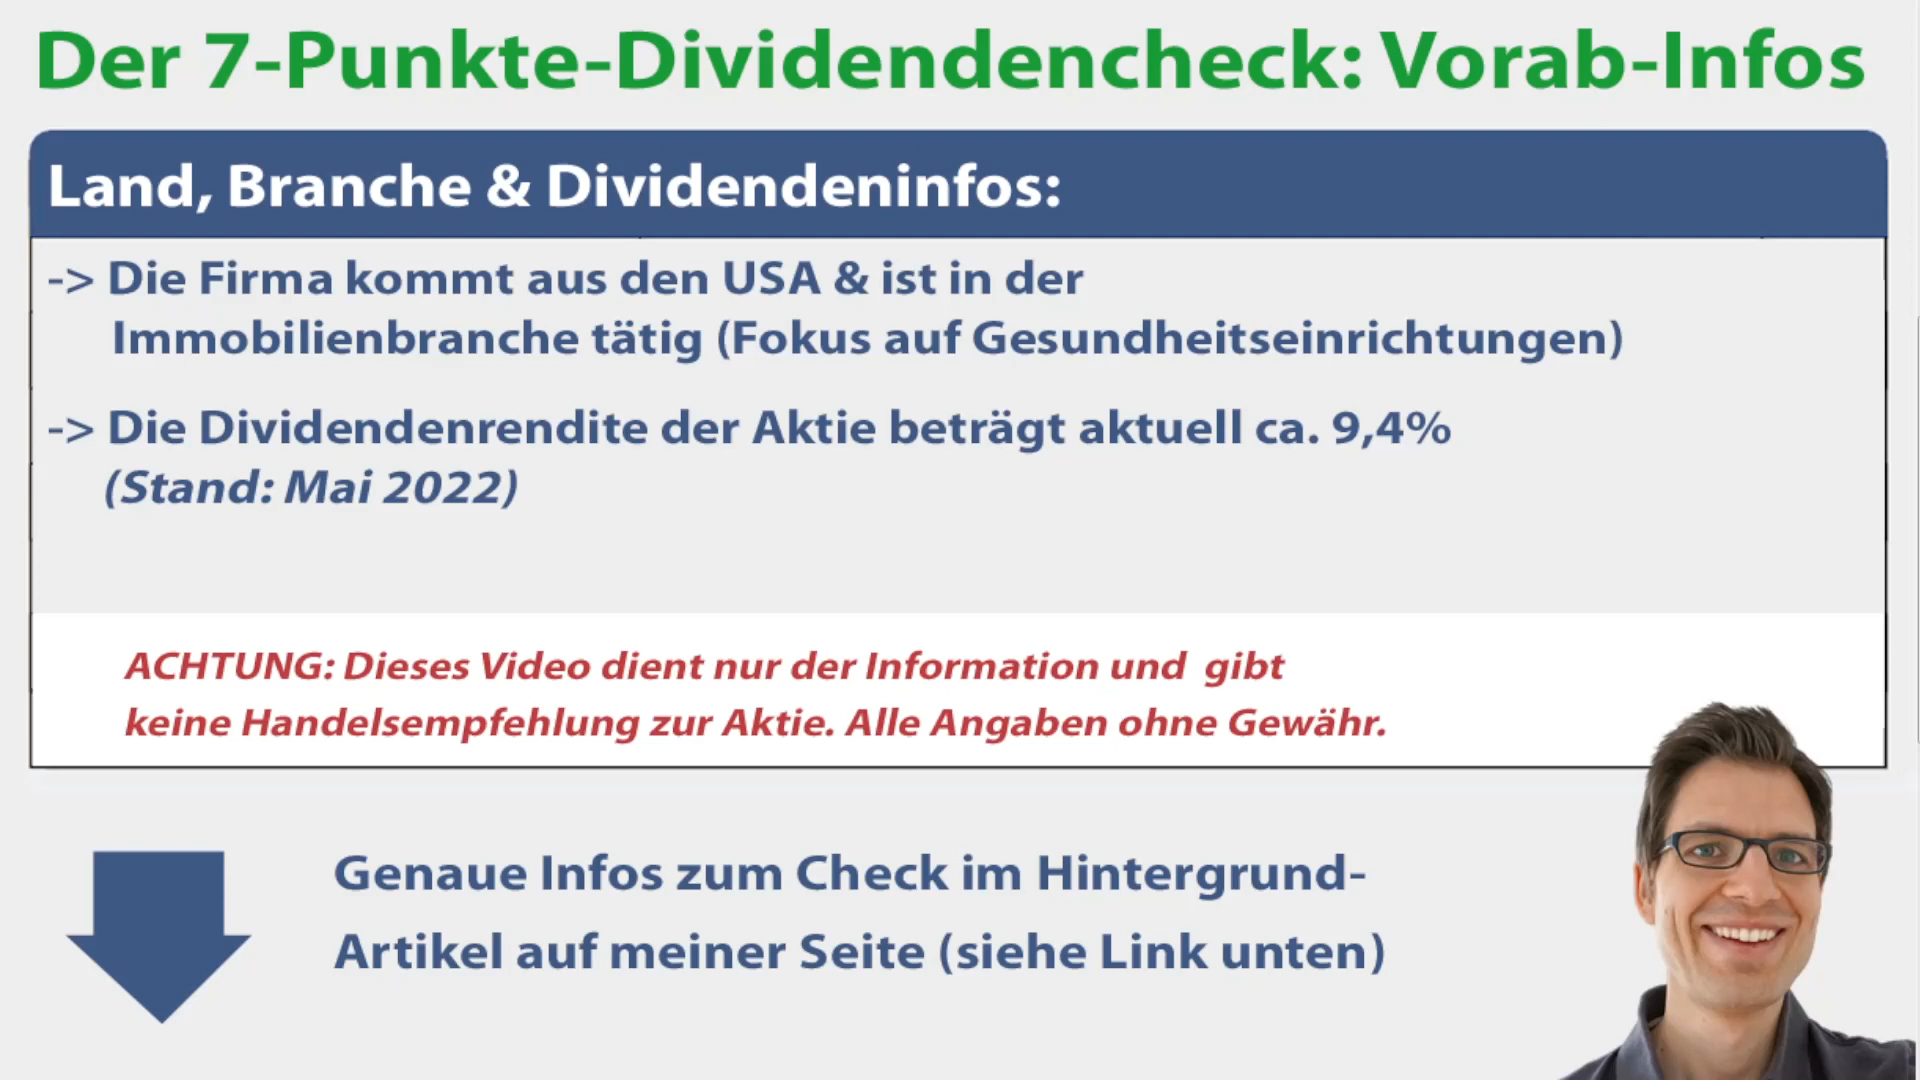 Der 7-Punkte-Dividendencheck: Vorab-Infos
Land, Branche & Dividendeninfos:
-> Die Firma kommt aus den USA & ist in der
Immobilienbranche tätig (Fokus auf Gesundheitseinrichtungen)
-> Die Dividendenrendite der Aktie beträgt aktuell ca. 9,4%
(Stand: Mai 2022)
ACHTUNG: Dieses Video dient nur der Information und gibt
keine Handelsempfehlung zur Aktie. Alle Angaben ohne Gewähr.
Genaue Infos zum Check im Hintergrund-
Artikel auf meiner Seite (siehe Link unten)